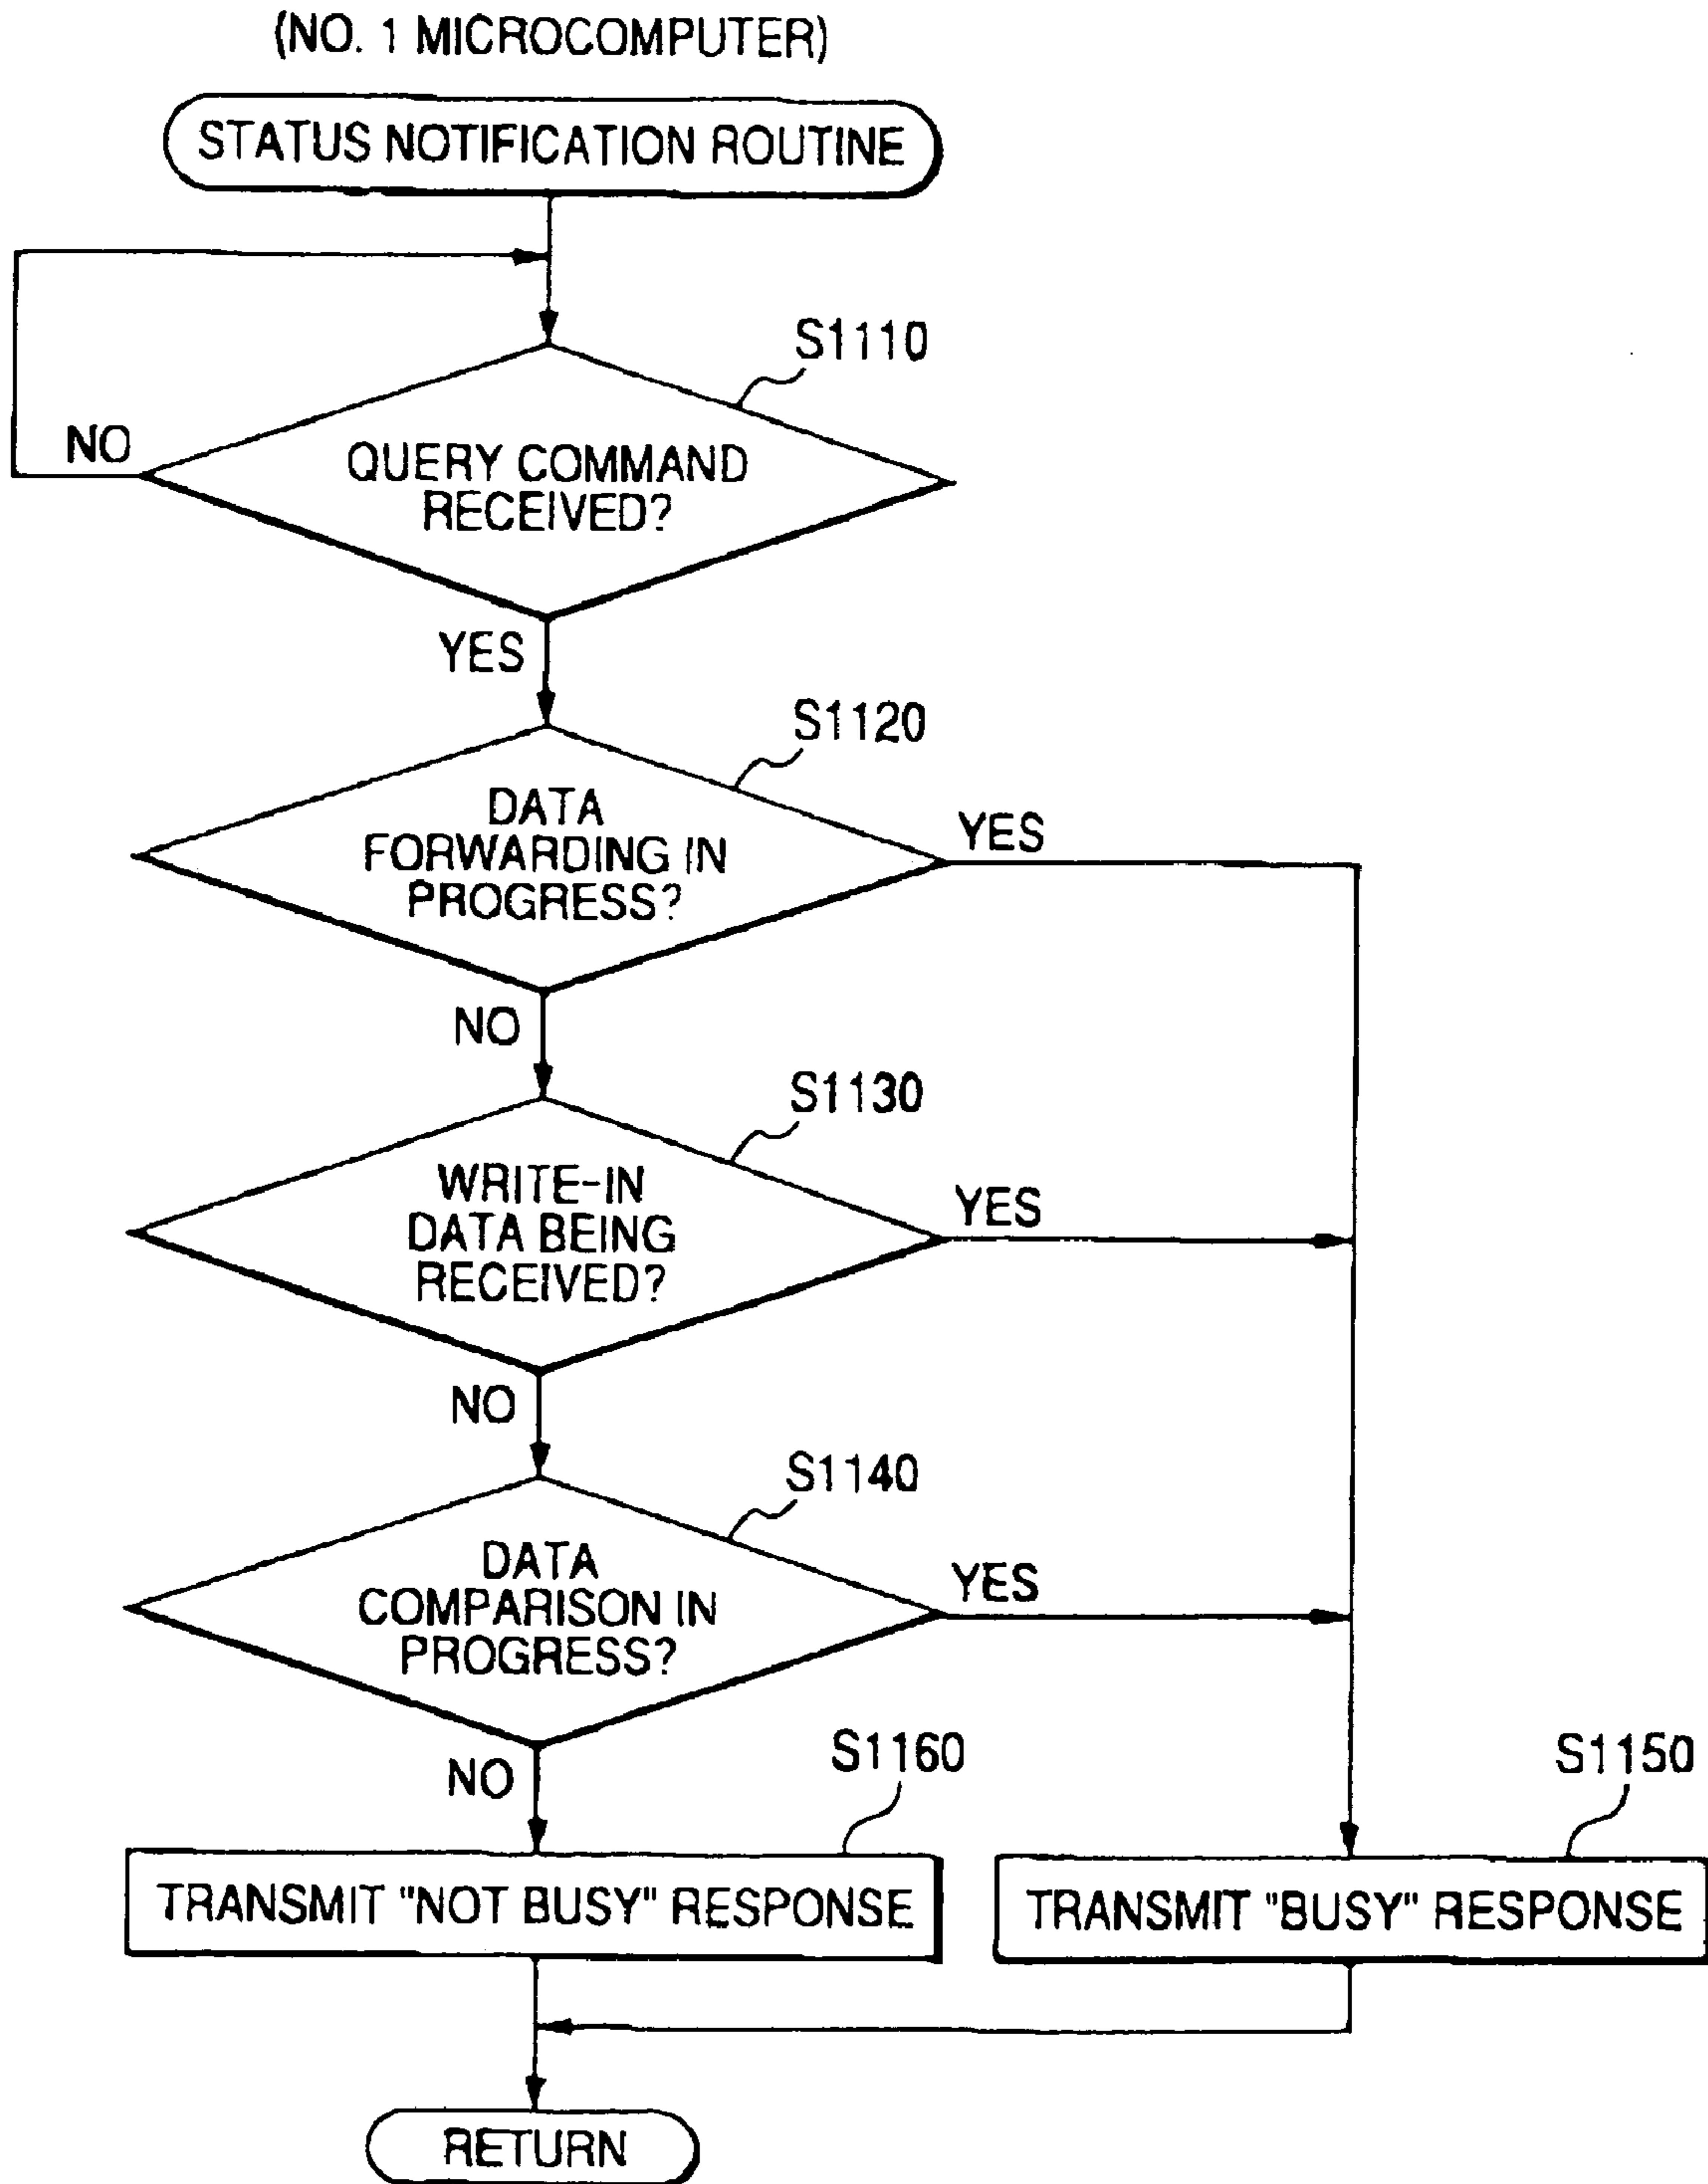 (NO. 1 MICROCOMPUTER)
STATUS NOTIFICATION ROUTINE
S1110
NO
QUERY COMMAND
RECEIVED?
YES
S1120
DATA
FORWARDING IN
PROGRESS?
YES
NO
S1130
WRITE-IN
DATA BEING
RECEIVED?
YES
NO
S1140
DATA
COMPARISON IN
PROGRESS?
YES
NO
S1160
S1150
TRANSMIT "NOT BUSY" RESPONSE
TRANSMIT "BUSY" RESPONSE
RETURN